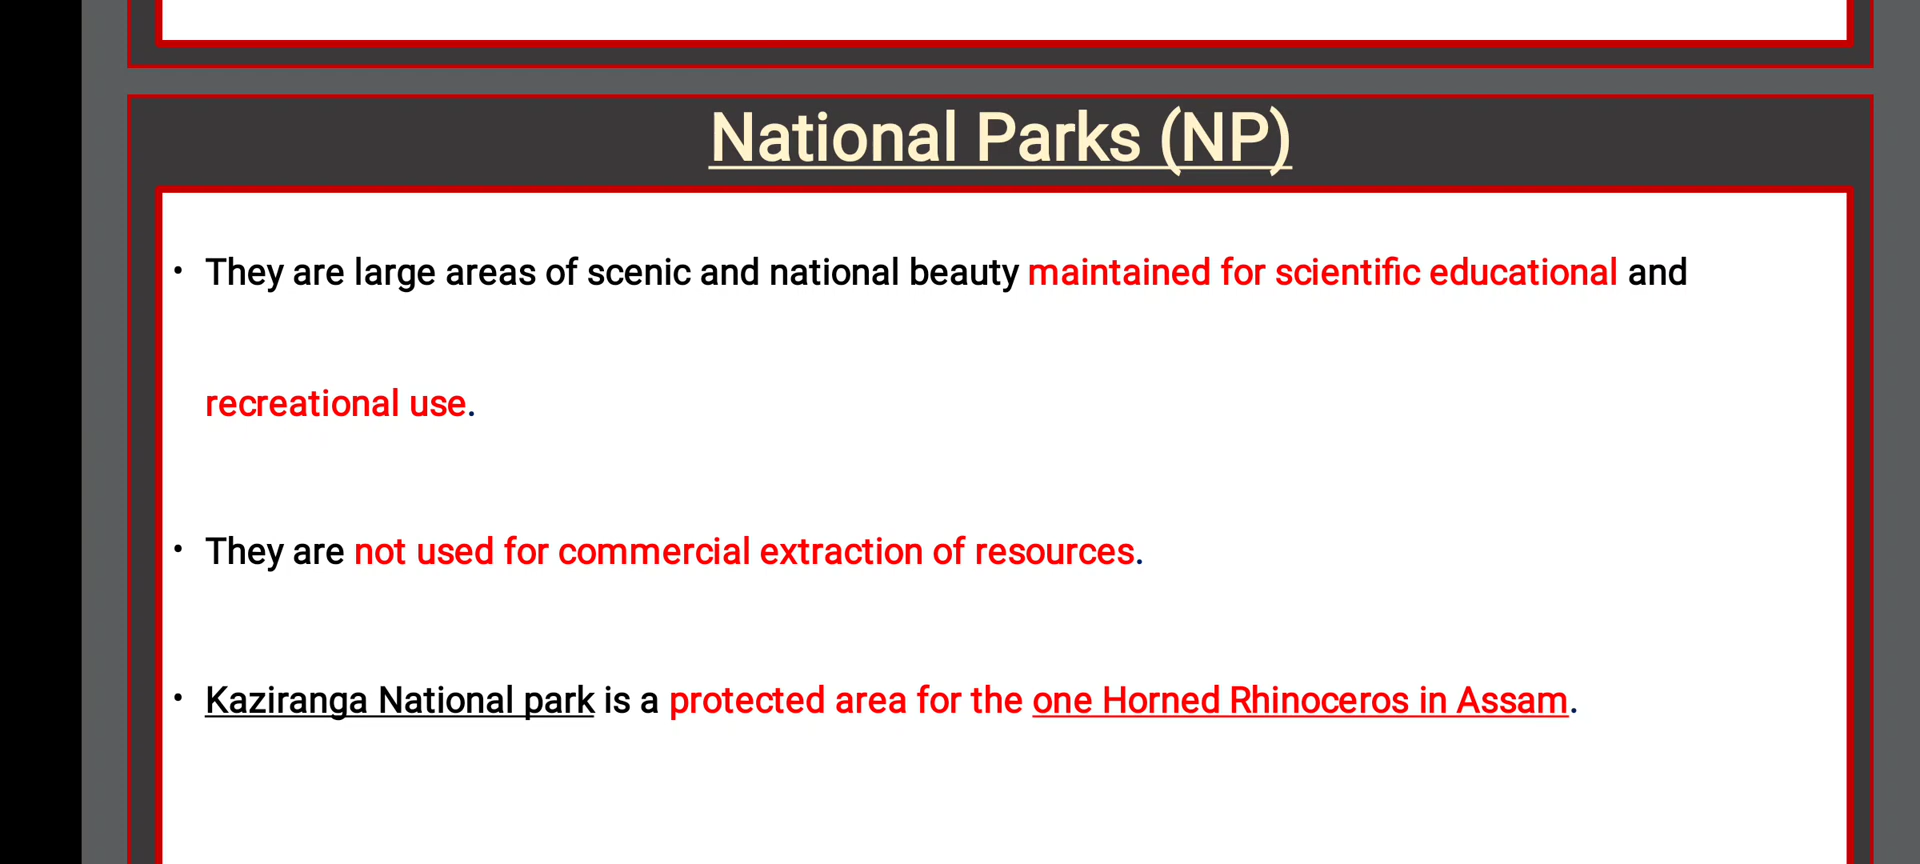 National Parks (NP)
• They are large areas of scenic and national beauty maintained for scientific educational and
recreational use.
• They are not used for commercial extraction of resources.
• Kaziranga National park is a protected area for the one Horned Rhinoceros in Assam.